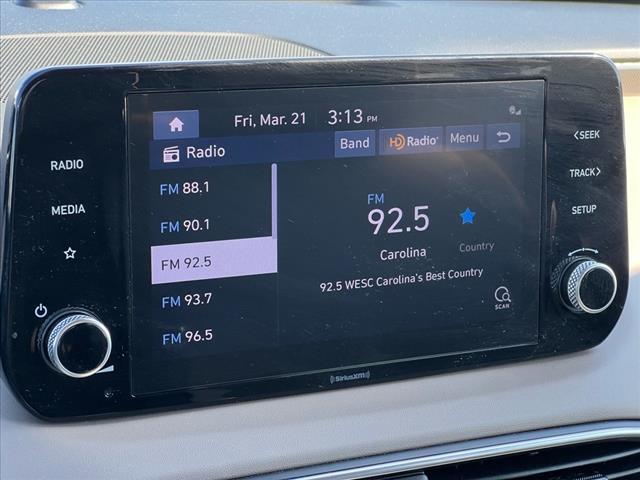 Fri, Mar. 21 3:13 PM
Radio Band HD Radio Menu
RADIO
MEDIA
FM 88.1
FM 90.1
FM 92.5
FM 93.7
FM 96.5
FM
92.5
Carolina
Country
92.5 WESC Carolina's Best Country
SCAN
< SEEK
TRACK >
SETUP
((SiriusXM))